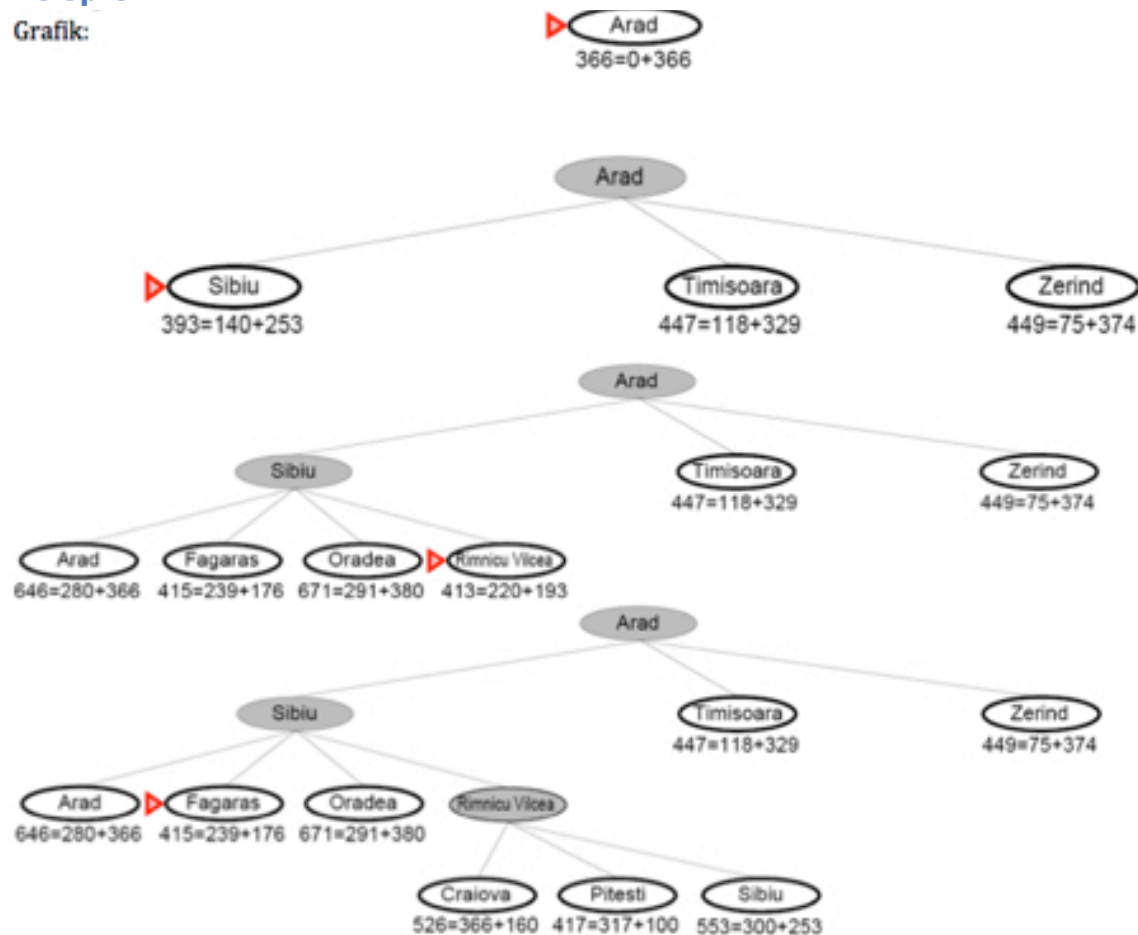 Grafik:
Arad
366=0+366
Arad
Sibiu Timisoara Zerind
393=140+253 447=118+329 449=75+374
Arad
Sibiu Timisoara Zerind
447=118+329 449=75+374
Arad Fagaras Oradea Rimnicu Vilcea
646=280+366 415=239+176 671=291+380 413=220+193
Arad
Sibiu Timisoara Zerind
447=118+329 449=75+374
Arad Fagaras Oradea Rimnicu Vilcea
646=280+366 415=239+176 671=291+380
Craiova Pitesti Sibiu
526=366+160 417=317+100 553=300+253